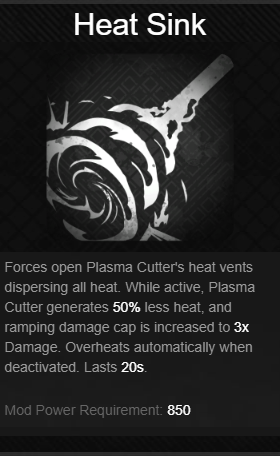 Heat Sink
Forces open Plasma Cutter's heat vents
dispersing all heat. While active, Plasma
Cutter generates 50% less heat, and
ramping damage cap is increased to 3x
Damage. Overheats automatically when
deactivated. Lasts 20s.
Mod Power Requirement: 850